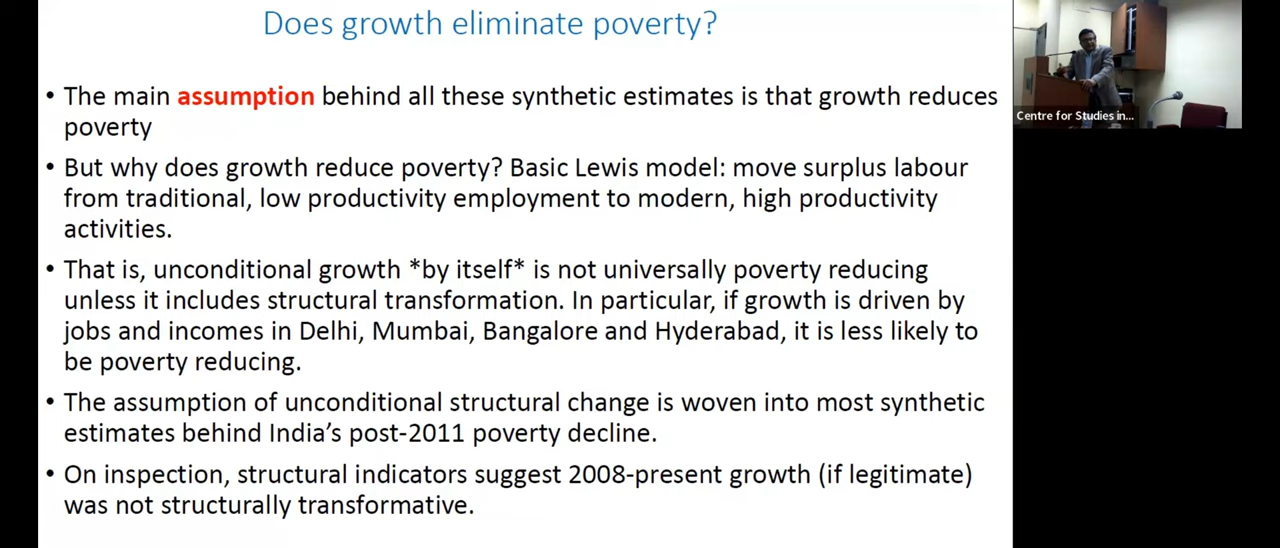 Does growth eliminate poverty?
• The main assumption behind all these synthetic estimates is that growth reduces
poverty
• But why does growth reduce poverty? Basic Lewis model: move surplus labour
from traditional, low productivity employment to modern, high productivity
activities.
• That is, unconditional growth *by itself* is not universally poverty reducing
unless it includes structural transformation. In particular, if growth is driven by
jobs and incomes in Delhi, Mumbai, Bangalore and Hyderabad, it is less likely to
be poverty reducing.
• The assumption of unconditional structural change is woven into most synthetic
estimates behind India’s post-2011 poverty decline.
• On inspection, structural indicators suggest 2008-present growth (if legitimate)
was not structurally transformative.
Centre for Studies in...